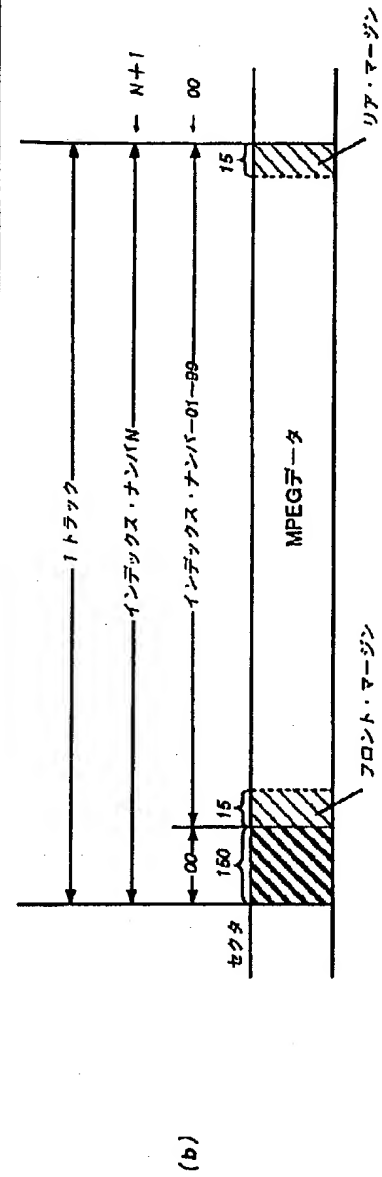 (b)
1トラック
インデックス・ナンバN
← N+1
インデックス・ナンバー01~99
← 00
00
セクタ
150
15
15
MPEGデータ
フロント・マージン
リア・マージン